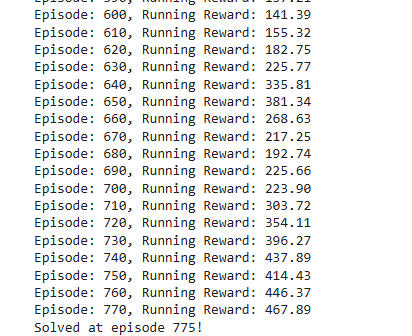 Episode: 600, Running Reward: 141.39
Episode: 610, Running Reward: 155.32
Episode: 620, Running Reward: 182.75
Episode: 630, Running Reward: 225.77
Episode: 640, Running Reward: 335.81
Episode: 650, Running Reward: 381.34
Episode: 660, Running Reward: 268.63
Episode: 670, Running Reward: 217.25
Episode: 680, Running Reward: 192.74
Episode: 690, Running Reward: 225.66
Episode: 700, Running Reward: 223.90
Episode: 710, Running Reward: 303.72
Episode: 720, Running Reward: 354.11
Episode: 730, Running Reward: 396.27
Episode: 740, Running Reward: 437.89
Episode: 750, Running Reward: 414.43
Episode: 760, Running Reward: 446.37
Episode: 770, Running Reward: 467.89
Solved at episode 775!